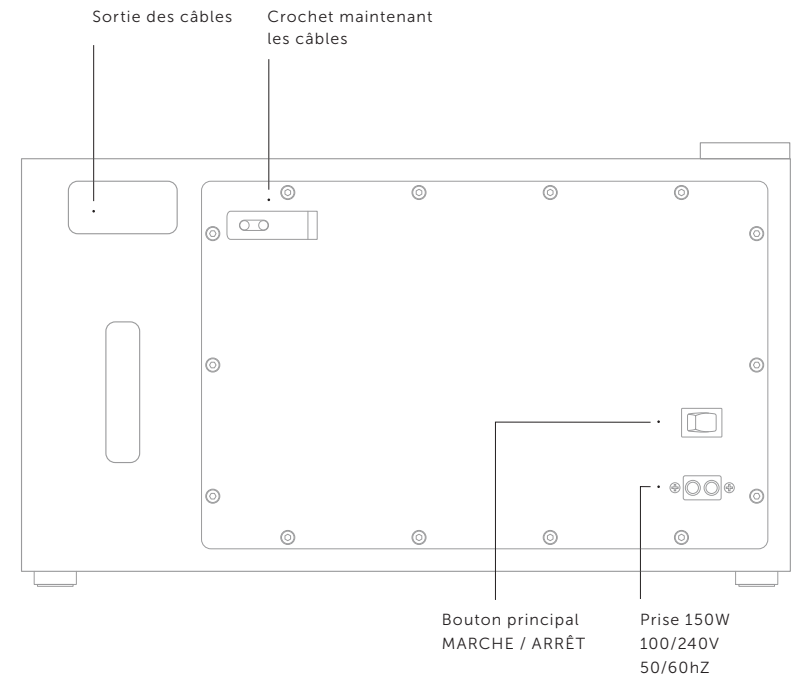 Sortie des câbles
Crochet maintenant
les câbles
Bouton principal
MARCHE / ARRÊT
Prise 150W
100/240V
50/60hZ